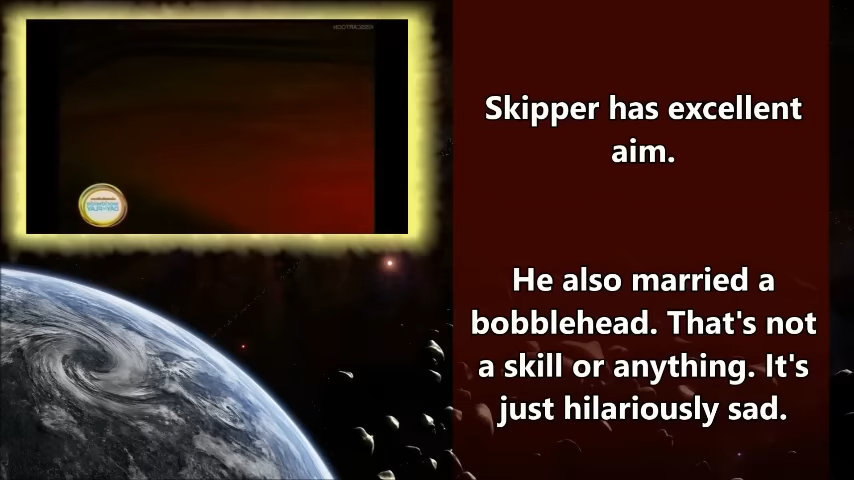 Skipper has excellent
aim.
He also married a
bobblehead. That's not
a skill or anything. It's
just hilariously sad.